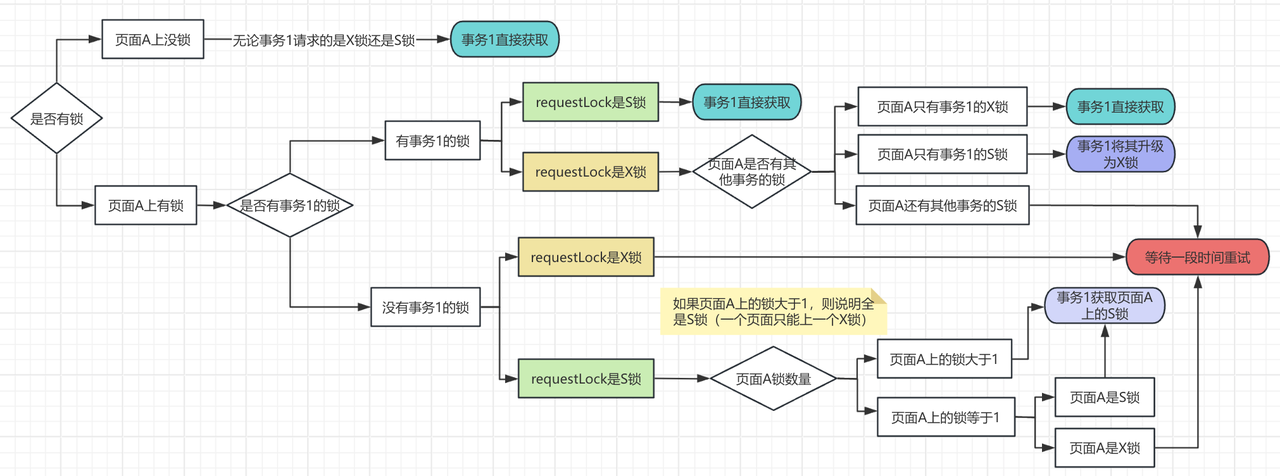 页面A上没锁
无论事务1请求的是X锁还是S锁
事务1直接获取
是否有锁
页面A上有锁
是否有事务1的锁
有事务1的锁
requestLock是S锁
事务1直接获取
requestLock是X锁
页面A是否有其
他事务的锁
页面A只有事务1的X锁
事务1直接获取
页面A只有事务1的S锁
事务1将其升级
为X锁
页面A还有其他事务的S锁
没有事务1的锁
requestLock是X锁
等待一段时间重试
如果页面A上的锁大于1，则说明全
是S锁（一个页面只能上一个X锁）
requestLock是S锁
页面A锁数量
页面A上的锁大于1
事务1获取页面A
上的S锁
页面A上的锁等于1
页面A是S锁
页面A是X锁